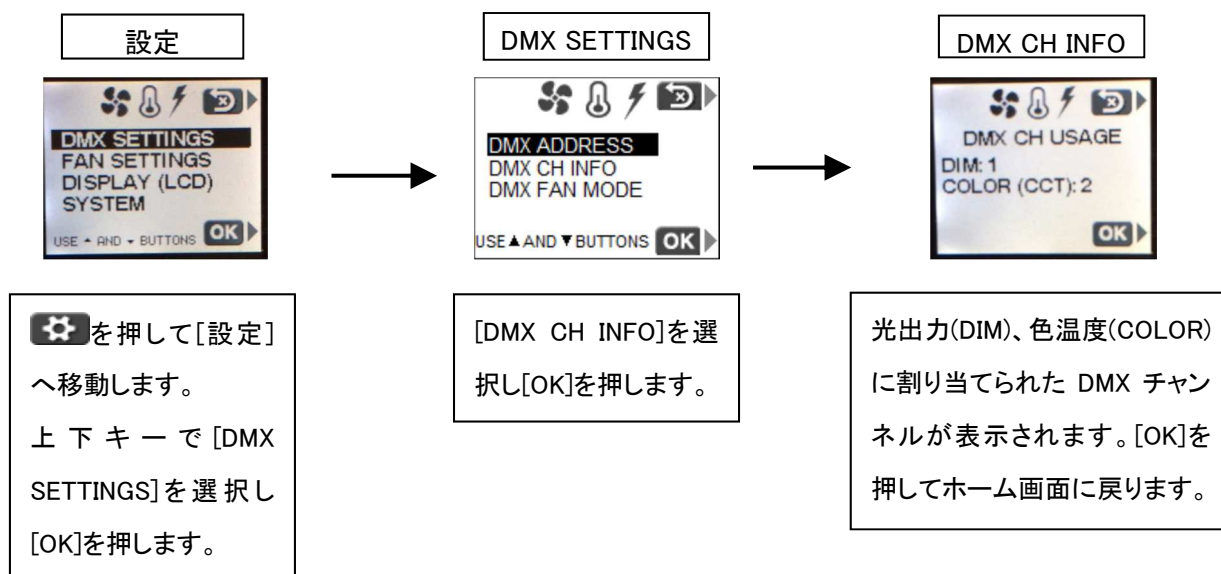 設定
DMX SETTINGS
DMX CH INFO
DMX SETTINGS
FAN SETTINGS
DISPLAY (LCD)
SYSTEM
USE AND BUTTONS OK
DMX ADDRESS
DMX CH INFO
DMX FAN MODE
USE▲AND▼BUTTONS OK
DMX CH USAGE
DIM: 1
COLOR (CCT): 2
OK
を押して[設定]
へ移動します。
上下キーで[DMX
SETTINGS]を選択し
[OK]を押します。
[DMX CH INFO]を選
択し[OK]を押します。
光出力(DIM)、色温度(COLOR)
に割り当てられた DMX チャン
ネルが表示されます。[OK]を
押してホーム画面に戻ります。